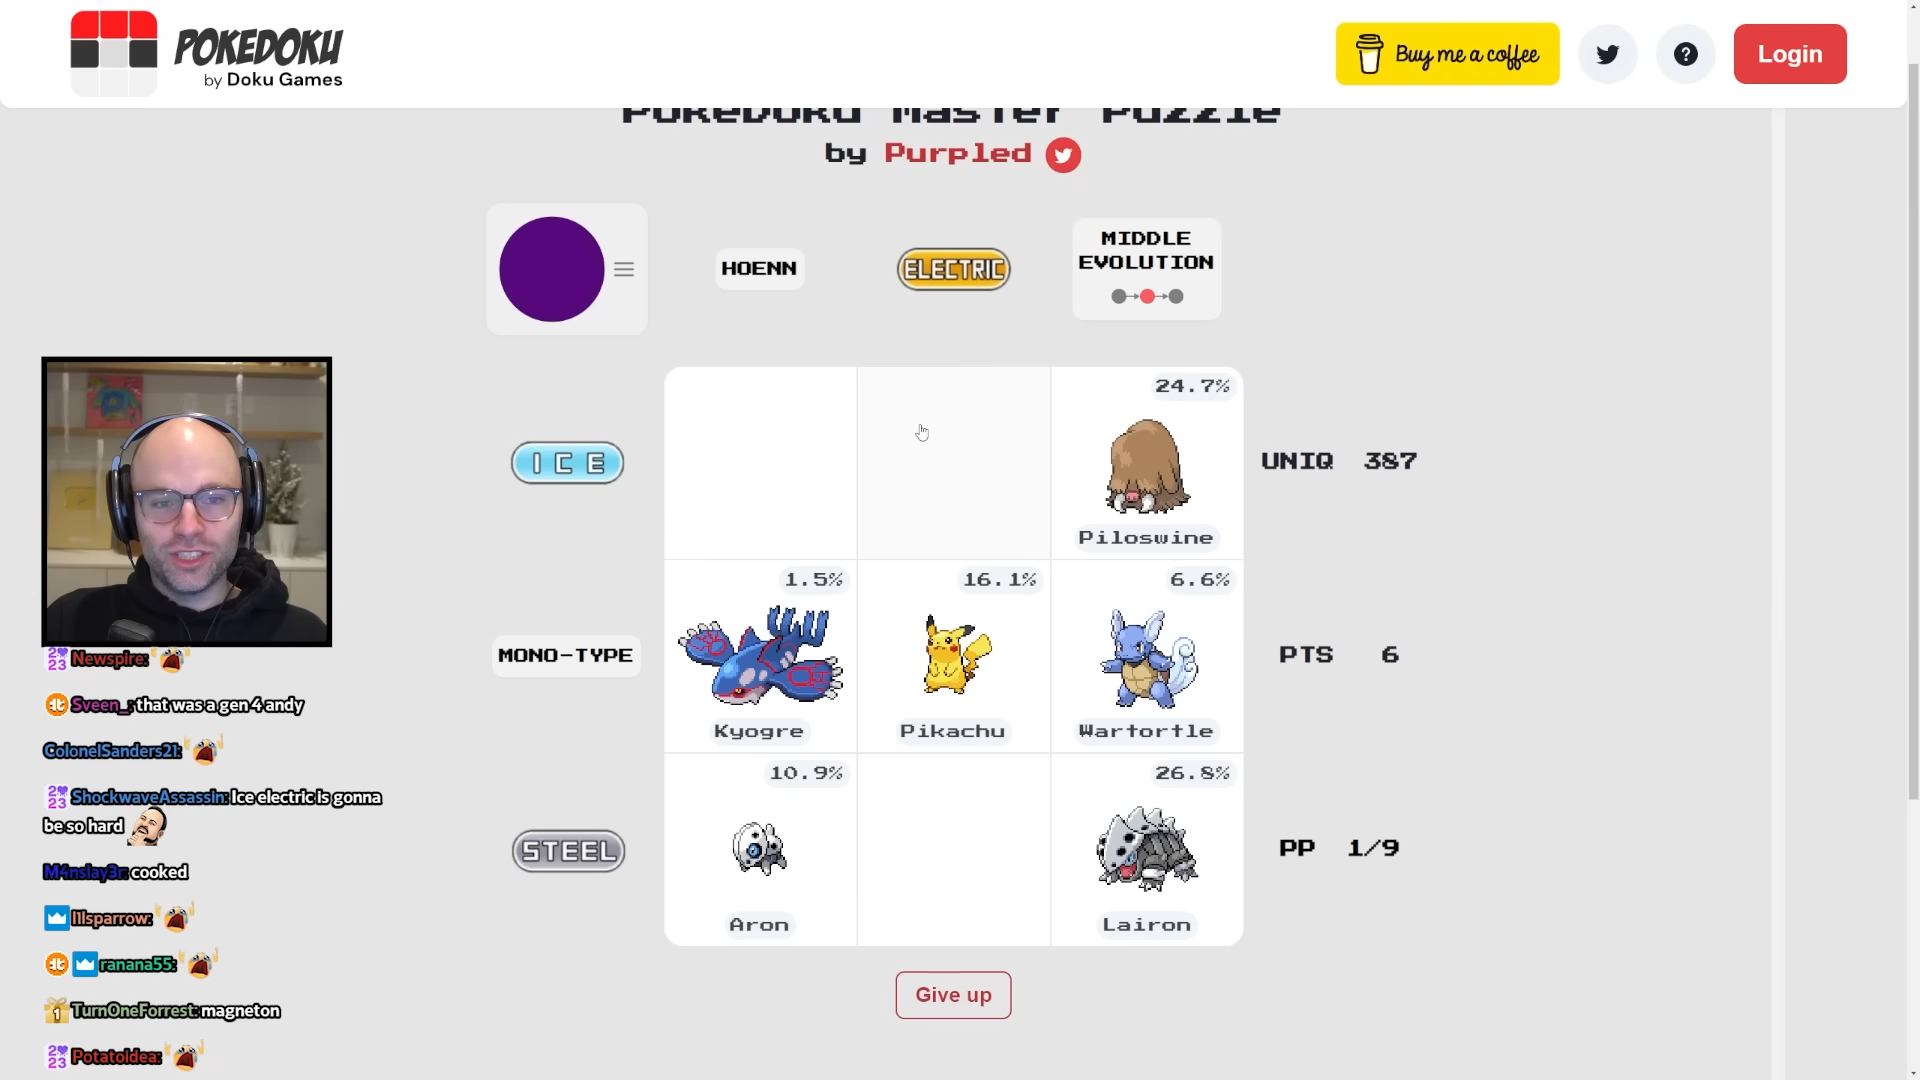 POKEDOKU
by Doku Games
Buy me a coffee
Login
PokeDoku Master Puzzle
by Purpled
HOENN
ELECTRIC
MIDDLE
EVOLUTION
24.7%
ICE
Piloswine
UNIQ 387
1.5%
16.1%
6.6%
MONO-TYPE
Kyogre
Pikachu
Wartortle
PTS 6
10.9%
26.8%
STEEL
Aron
Lairon
PP 1/9
Give up
Newspire:
Sveen_: that was a gen 4 andy
ColonelSanders21:
ShockwaveAssassin: Ice electric is gonna
be so hard
M4nslay3r: cooked
l1lsparrow:
ranana55:
TurnOneForrest: magneton
Potatoidea: